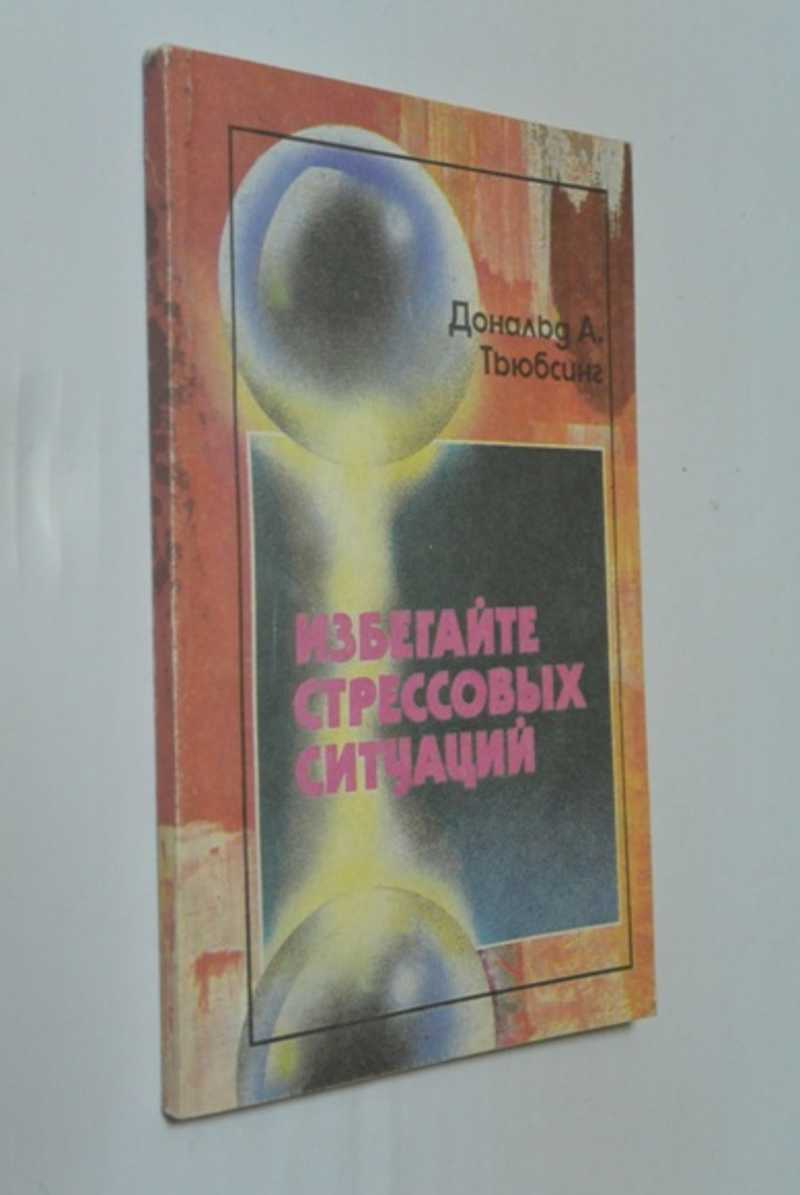 Дональд А.
Тьюбсинг
ИЗБЕГАЙТЕ
СТРЕССОВЫХ
СИТУАЦИЙ